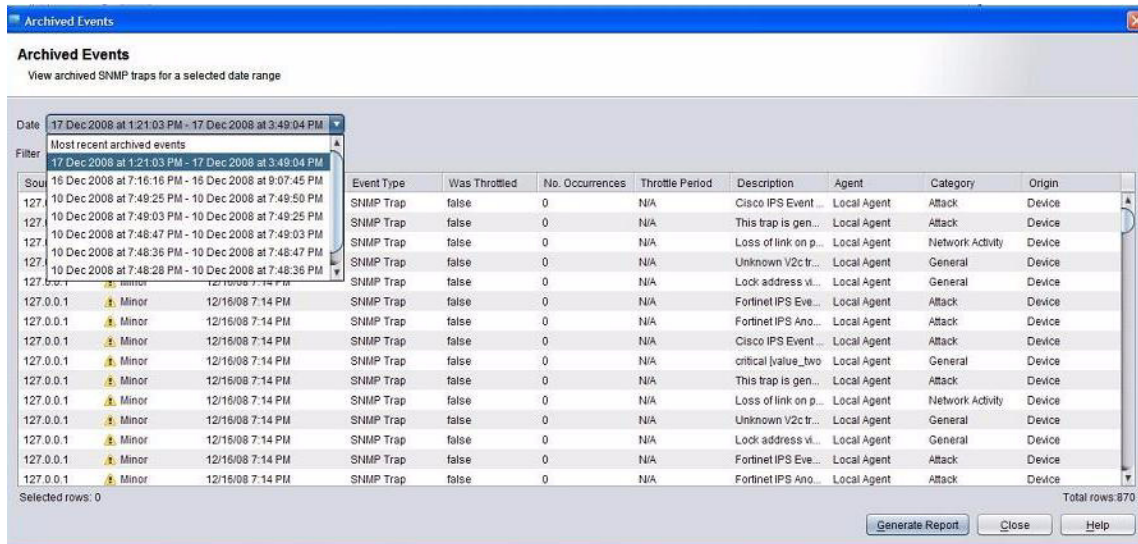 Archived Events
Archived Events
View archived SNMP traps for a selected date range
Date 17 Dec 2008 at 1:21:03 PM - 17 Dec 2008 at 3:49:04 PM
Most recent archived events
Filter
17 Dec 2008 at 1:21:03 PM - 17 Dec 2008 at 3:49:04 PM
16 Dec 2008 at 7:16:16 PM - 16 Dec 2008 at 9:07:45 PM
10 Dec 2008 at 7:49:25 PM - 10 Dec 2008 at 7:49:50 PM
10 Dec 2008 at 7:49:03 PM - 10 Dec 2008 at 7:49:25 PM
10 Dec 2008 at 7:48:47 PM - 10 Dec 2008 at 7:49:03 PM
10 Dec 2008 at 7:48:36 PM - 10 Dec 2008 at 7:48:47 PM
10 Dec 2008 at 7:48:28 PM - 10 Dec 2008 at 7:48:36 PM
Sou Event Type Was Throttled No. Occurrences Throttle Period Description Agent Category Origin
127. SNMP Trap false 0 N/A Cisco IPS Event ... Local Agent Attack Device
127. SNMP Trap false 0 N/A This trap is gen... Local Agent Attack Device
127. SNMP Trap false 0 N/A Loss of link on p... Local Agent Network Activity Device
127. SNMP Trap false 0 N/A Unknown V2c tr... Local Agent General Device
127.0.0.1 Minor 12/16/08 7:14 PM SNMP Trap false 0 N/A Lock address vi... Local Agent General Device
127.0.0.1 Minor 12/16/08 7:14 PM SNMP Trap false 0 N/A Fortinet IPS Eve... Local Agent Attack Device
127.0.0.1 Minor 12/16/08 7:14 PM SNMP Trap false 0 N/A Fortinet IPS Ano... Local Agent Attack Device
127.0.0.1 Minor 12/16/08 7:14 PM SNMP Trap false 0 N/A Cisco IPS Event ... Local Agent Attack Device
127.0.0.1 Minor 12/16/08 7:14 PM SNMP Trap false 0 N/A critical [value_two Local Agent General Device
127.0.0.1 Minor 12/16/08 7:14 PM SNMP Trap false 0 N/A This trap is gen... Local Agent Attack Device
127.0.0.1 Minor 12/16/08 7:14 PM SNMP Trap false 0 N/A Loss of link on p... Local Agent Network Activity Device
127.0.0.1 Minor 12/16/08 7:14 PM SNMP Trap false 0 N/A Unknown V2c tr... Local Agent General Device
127.0.0.1 Minor 12/16/08 7:14 PM SNMP Trap false 0 N/A Lock address vi... Local Agent General Device
127.0.0.1 Minor 12/16/08 7:14 PM SNMP Trap false 0 N/A Fortinet IPS Eve... Local Agent Attack Device
127.0.0.1 Minor 12/16/08 7:14 PM SNMP Trap false 0 N/A Fortinet IPS Ano... Local Agent Attack Device
Selected rows: 0 Total rows:870
Generate Report Close Help